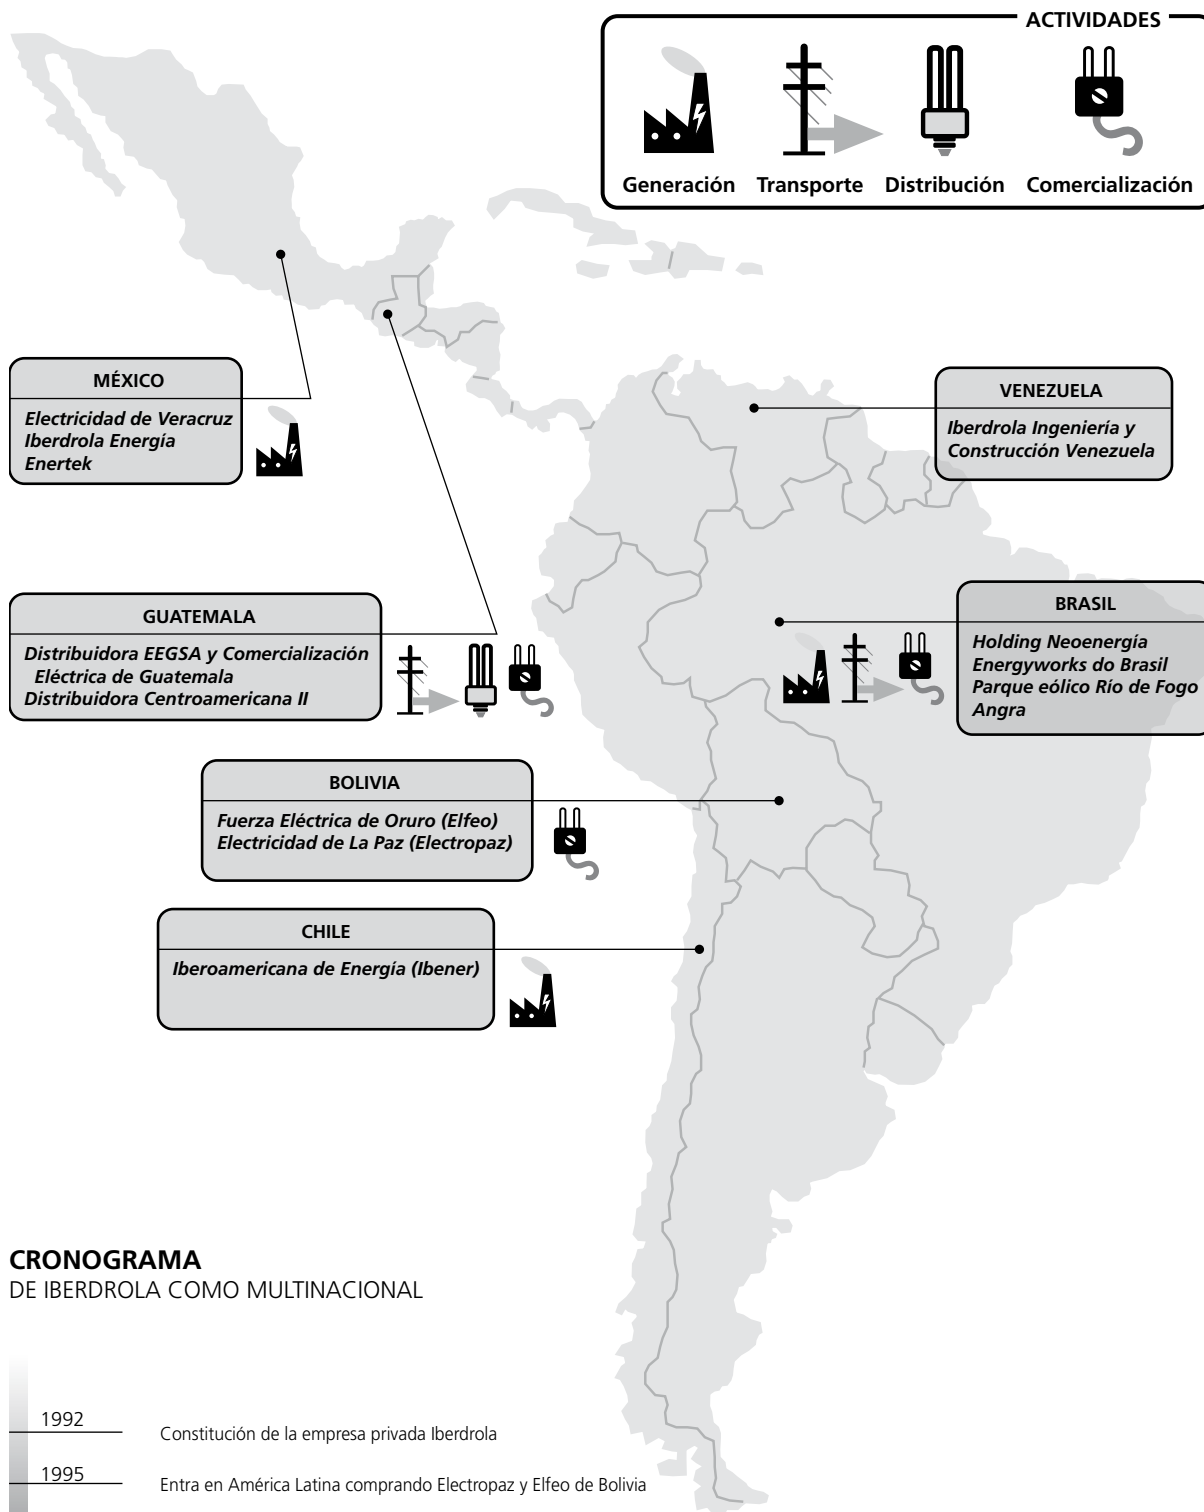 ACTIVIDADES
Generación Transporte Distribución Comercialización
MÉXICO
Electricidad de Veracruz
Iberdrola Energía
Enertek
VENEZUELA
Iberdrola Ingeniería y
Construcción Venezuela
GUATEMALA
Distribuidora EEGSA y Comercialización
Eléctrica de Guatemala
Distribuidora Centroamericana II
BRASIL
Holding Neoenergía
Energyworks do Brasil
Parque eólico Río de Fogo
Angra
BOLIVIA
Fuerza Eléctrica de Oruro (Elfeo)
Electricidad de La Paz (Electropaz)
CHILE
Iberoamericana de Energía (Ibener)
CRONOGRAMA
DE IBERDROLA COMO MULTINACIONAL
1992 Constitución de la empresa privada Iberdrola
1995 Entra en América Latina comprando Electropaz y Elfeo de Bolivia